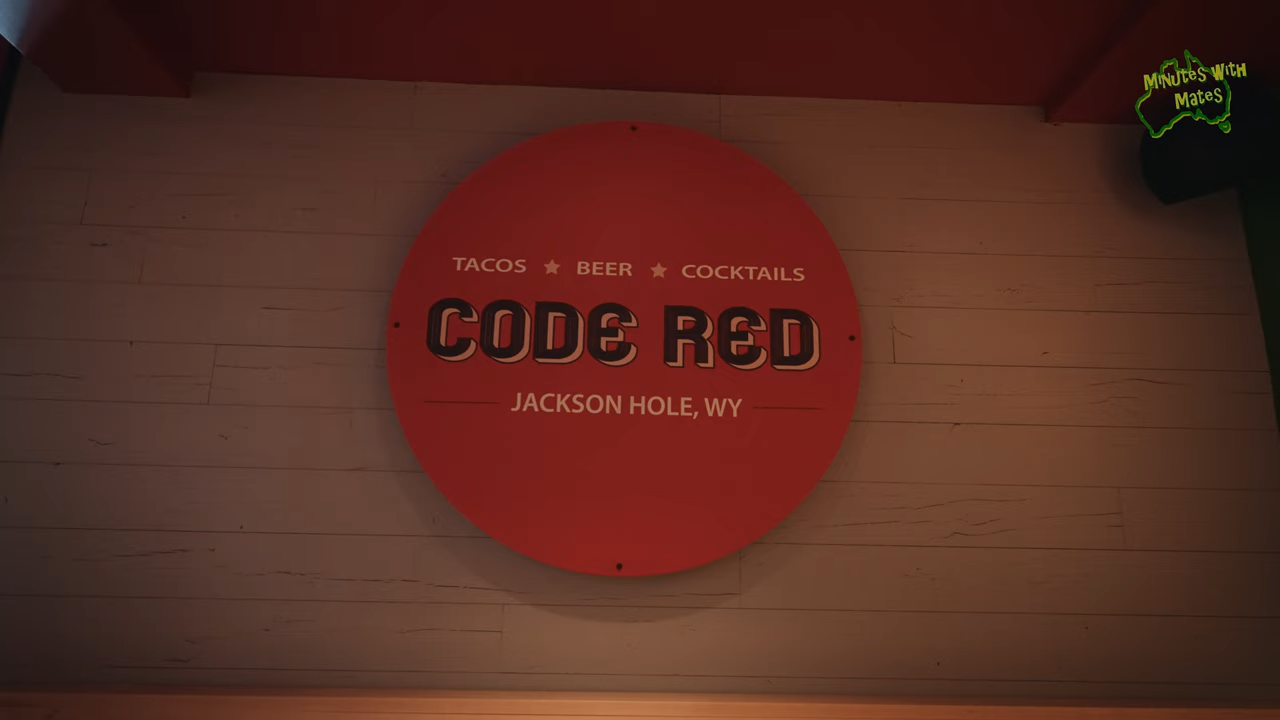 Minutes With
Mates
TACOS ★ BEER ★ COCKTAILS
CODE RED
JACKSON HOLE, WY